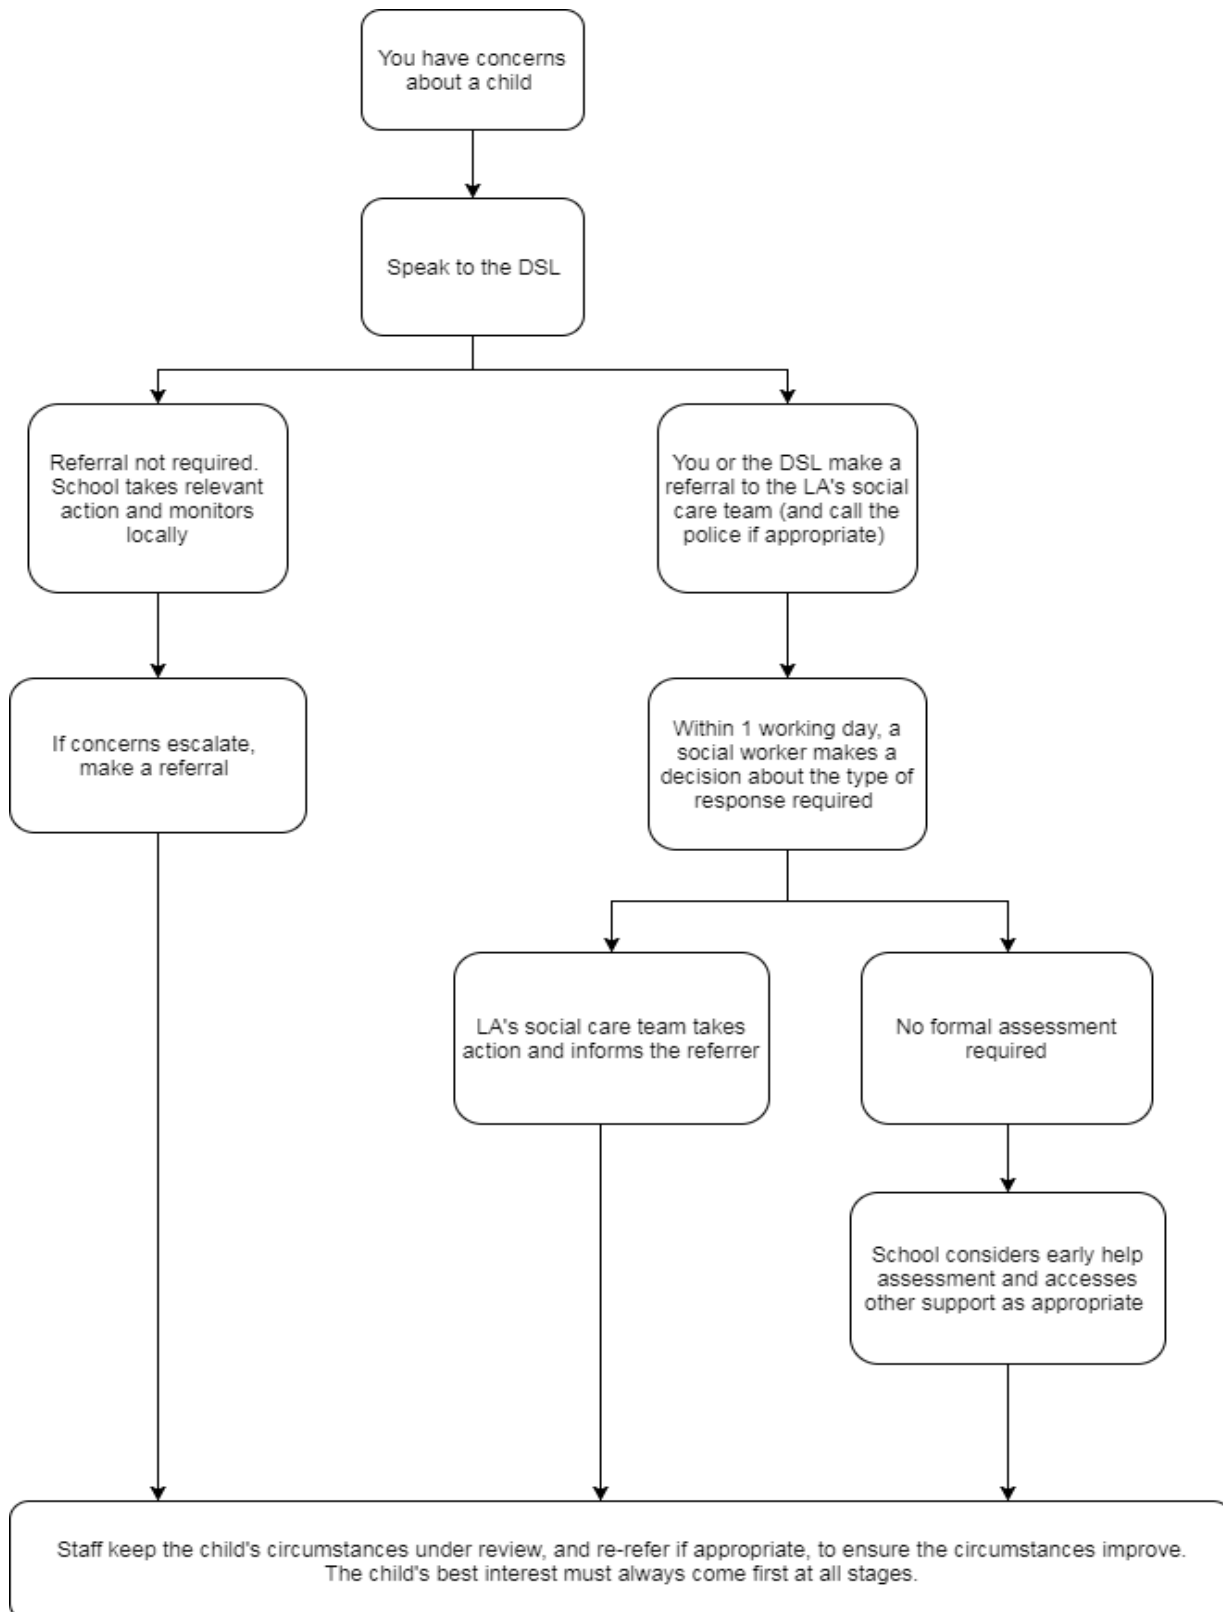 You have concerns
about a child
Speak to the DSL
Referral not required.
School takes relevant
action and monitors
locally
You or the DSL make a
referral to the LA's social
care team (and call the
police if appropriate)
If concerns escalate,
make a referral
Within 1 working day, a
social worker makes a
decision about the type of
response required
LA's social care team takes
action and informs the referrer
No formal assessment
required
School considers early help
assessment and accesses
other support as appropriate
Staff keep the child's circumstances under review, and re-refer if appropriate, to ensure the circumstances improve.
The child's best interest must always come first at all stages.